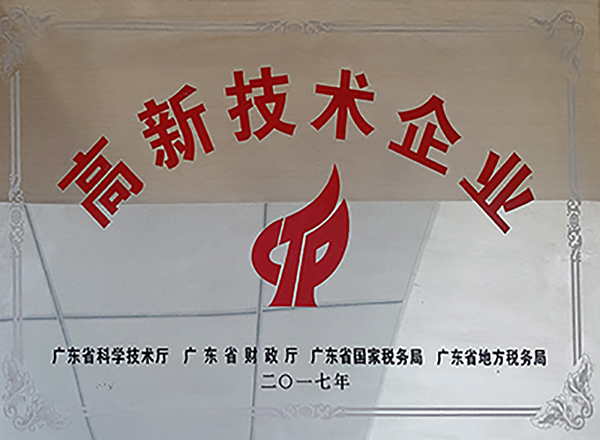 高新技术企业
广东省科学技术厅 广东省财政厅 广东省国家税务局 广东省地方税务局
二〇一七年